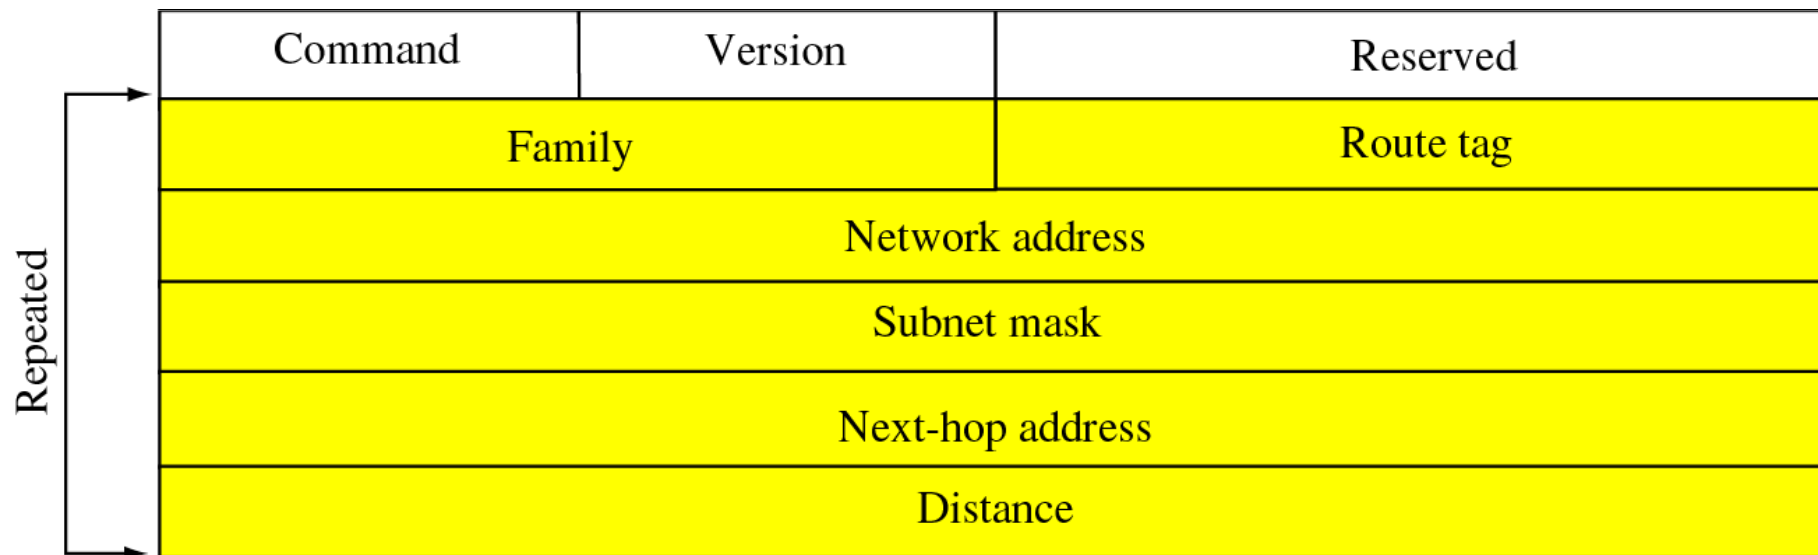 Command Version Reserved
Family Route tag
Network address
Subnet mask
Repeated
Next-hop address
Distance